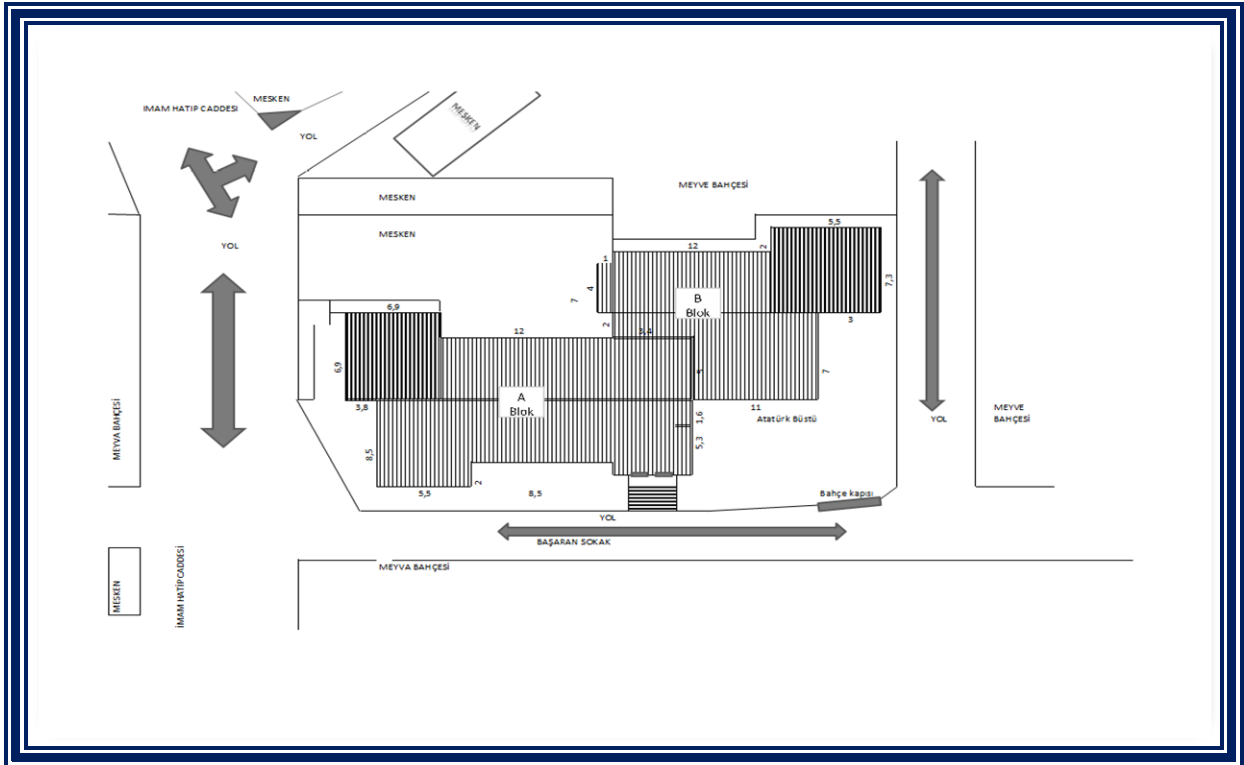 MESKEN
IMAM HATIP CADDESI
YOL
MESKEN
MEYVE BAHÇESİ
MESKEN
MESKEN
YOL
5,5
12
2
1
7,3
4
7
B
Blok
6,9
3
2
12
3,4
6,9
5
7
A
Blok
3,8
11
1,6
Atatürk Büstü
YOL
MEYVE
BAHÇESİ
MEYVA BAHÇESİ
5,3
8,5
2
5,5
8,5
Bahçe kapısı
YOL
BAŞARAN SOKAK
MEYVA BAHÇESİ
MESKEN
İMAM HATİP CADDESİ